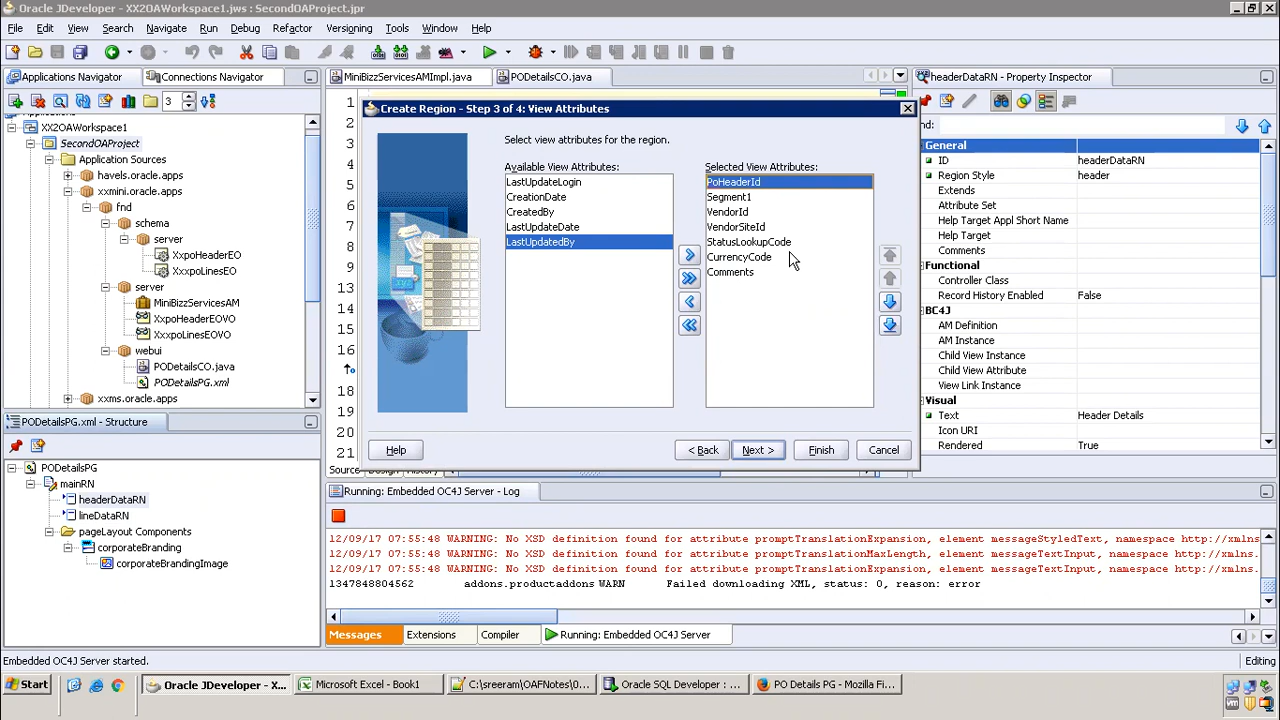 Oracle JDeveloper - XX2OAWorkspace1.jws : SecondOAProject.jpr
File Edit View Search Navigate Run Debug Refactor Versioning Tools Window Help
3
Applications Navigator
Connections Navigator
Applications
XX2OAWorkspace1
SecondOAProject
Application Sources
havels.oracle.apps
xxmini.oracle.apps
fnd
schema
server
XxpoHeaderEO
XxpoLinesEO
server
MiniBizzServicesAM
XxpoHeaderEOVO
XxpoLinesEOVO
webui
PODetailsCO.java
PODetailsPG.xml
xxms.oracle.apps
PODetailsPG.xml - Structure
PODetailsPG
mainRN
headerDataRN
lineDataRN
pageLayout Components
corporateBranding
corporateBrandingImage
MiniBizzServicesAMImpl.java
PODetailsCO.java
1
2
3
4
5
6
7
8
9
10
13
14
15
16
18
19
20
21
Create Region - Step 3 of 4: View Attributes
Select view attributes for the region.
Available View Attributes:
LastUpdateLogin
CreationDate
CreatedBy
LastUpdateDate
LastUpdatedBy
Selected View Attributes:
PoHeaderId
Segment1
VendorId
VendorSiteId
StatusLookupCode
CurrencyCode
Comments
Help
< Back
Next >
Finish
Cancel
Source Design History
headerDataRN - Property Inspector
nd:
General
ID headerDataRN
Region Style header
Extends
Attribute Set
Help Target Appl Short Name
Help Target
Comments
Functional
Controller Class
Record History Enabled False
BC4J
AM Definition
AM Instance
Child View Instance
Child View Attribute
View Link Instance
Visual
Text Header Details
Icon URI
Rendered True
Running: Embedded OC4J Server - Log
12/09/17 07:55:48 WARNING: No XSD definition found for attribute promptTranslationExpansion, element messageStyledText, namespace http://xmlns
12/09/17 07:55:48 WARNING: No XSD definition found for attribute promptTranslationMaxLength, element messageTextInput, namespace http://xmlns.
12/09/17 07:55:48 WARNING: No XSD definition found for attribute promptTranslationExpansion, element messageTextInput, namespace http://xmlns.
1347848804562 addons.productaddons WARN Failed downloading XML, status: 0, reason: error
Messages Extensions Compiler Running: Embedded OC4J Server
Embedded OC4J Server started.
Editing
Start
Oracle JDeveloper - X...
Microsoft Excel - Book1
C:\sreeram\OAFNotes\0...
Oracle SQL Developer : ...
PO Details PG - Mozilla Fi...